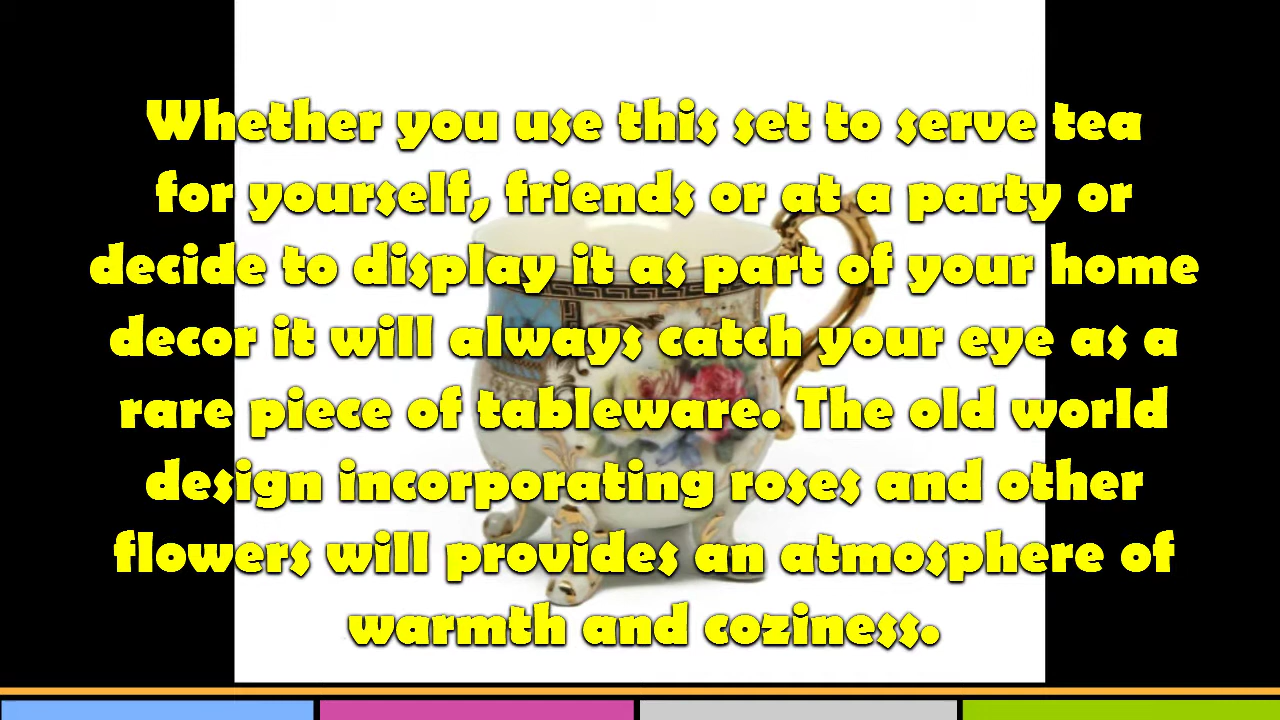 Whether you use this set to serve tea
for yourself, friends or at a party or
decide to display it as part of your home
decor it will always catch your eye as a
rare piece of tableware. The old world
design incorporating roses and other
flowers will provides an atmosphere of
warmth and coziness.